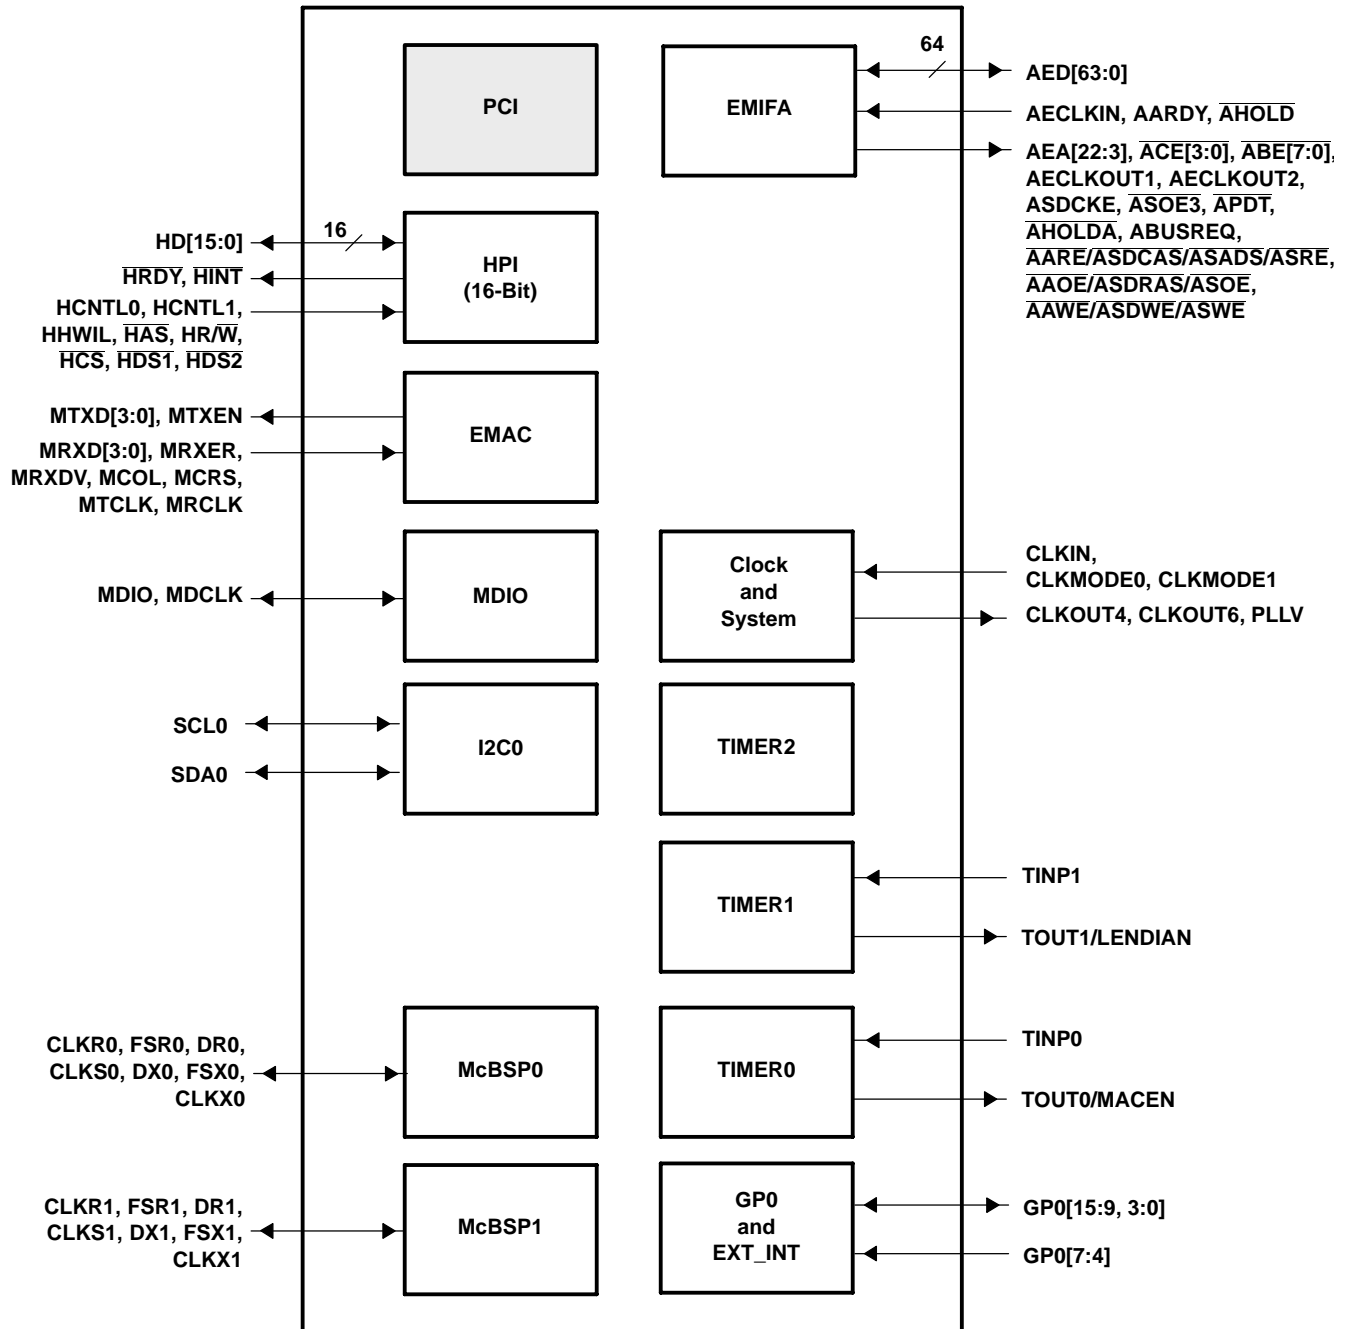 PCI
64
EMIFA
AED[63:0]
AECLKIN, AARDY, AHOLD
AEA[22:3], ACE[3:0], ABE[7:0],
AECLKOUT1, AECLKOUT2,
ASDCKE, ASOE3, APDT,
AHOLDA, ABUSREQ,
AARE/ASDCAS/ASADS/ASRE,
AAOE/ASDRAS/ASOE,
AAWE/ASDWE/ASWE
HD[15:0]
16
HRDY, HINT
HCNTL0, HCNTL1,
HHWIL, HAS, HR/W,
HCS, HDS1, HDS2
HPI
(16-Bit)
MTXD[3:0], MTXEN
MRXD[3:0], MRXER,
MRXDV, MCOL, MCRS,
MTCLK, MRCLK
EMAC
MDIO, MDCLK
MDIO
Clock
and
System
CLKIN,
CLKMODE0, CLKMODE1
CLKOUT4, CLKOUT6, PLLV
SCL0
SDA0
I2C0
TIMER2
TIMER1
TINP1
TOUT1/LENDIAN
CLKR0, FSR0, DR0,
CLKS0, DX0, FSX0,
CLKX0
McBSP0
TIMER0
TINP0
TOUT0/MACEN
CLKR1, FSR1, DR1,
CLKS1, DX1, FSX1,
CLKX1
McBSP1
GP0
and
EXT_INT
GP0[15:9, 3:0]
GP0[7:4]